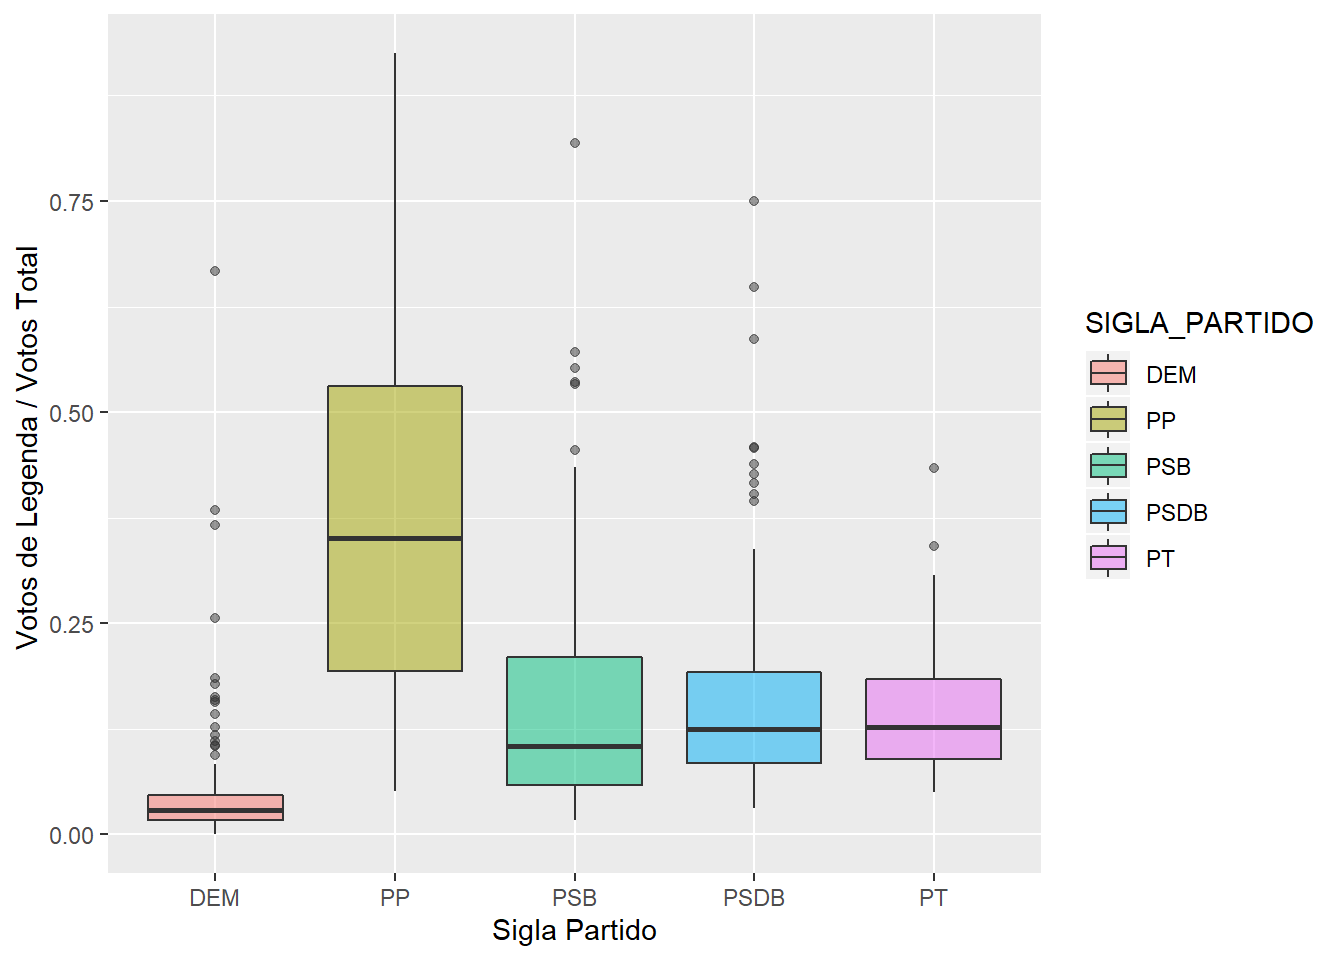 Votos de Legenda / Votos Total
0.75
0.50
0.25
0.00
DEM
PP
PSB
PSDB
PT
Sigla Partido
SIGLA_PARTIDO
DEM
PP
PSB
PSDB
PT